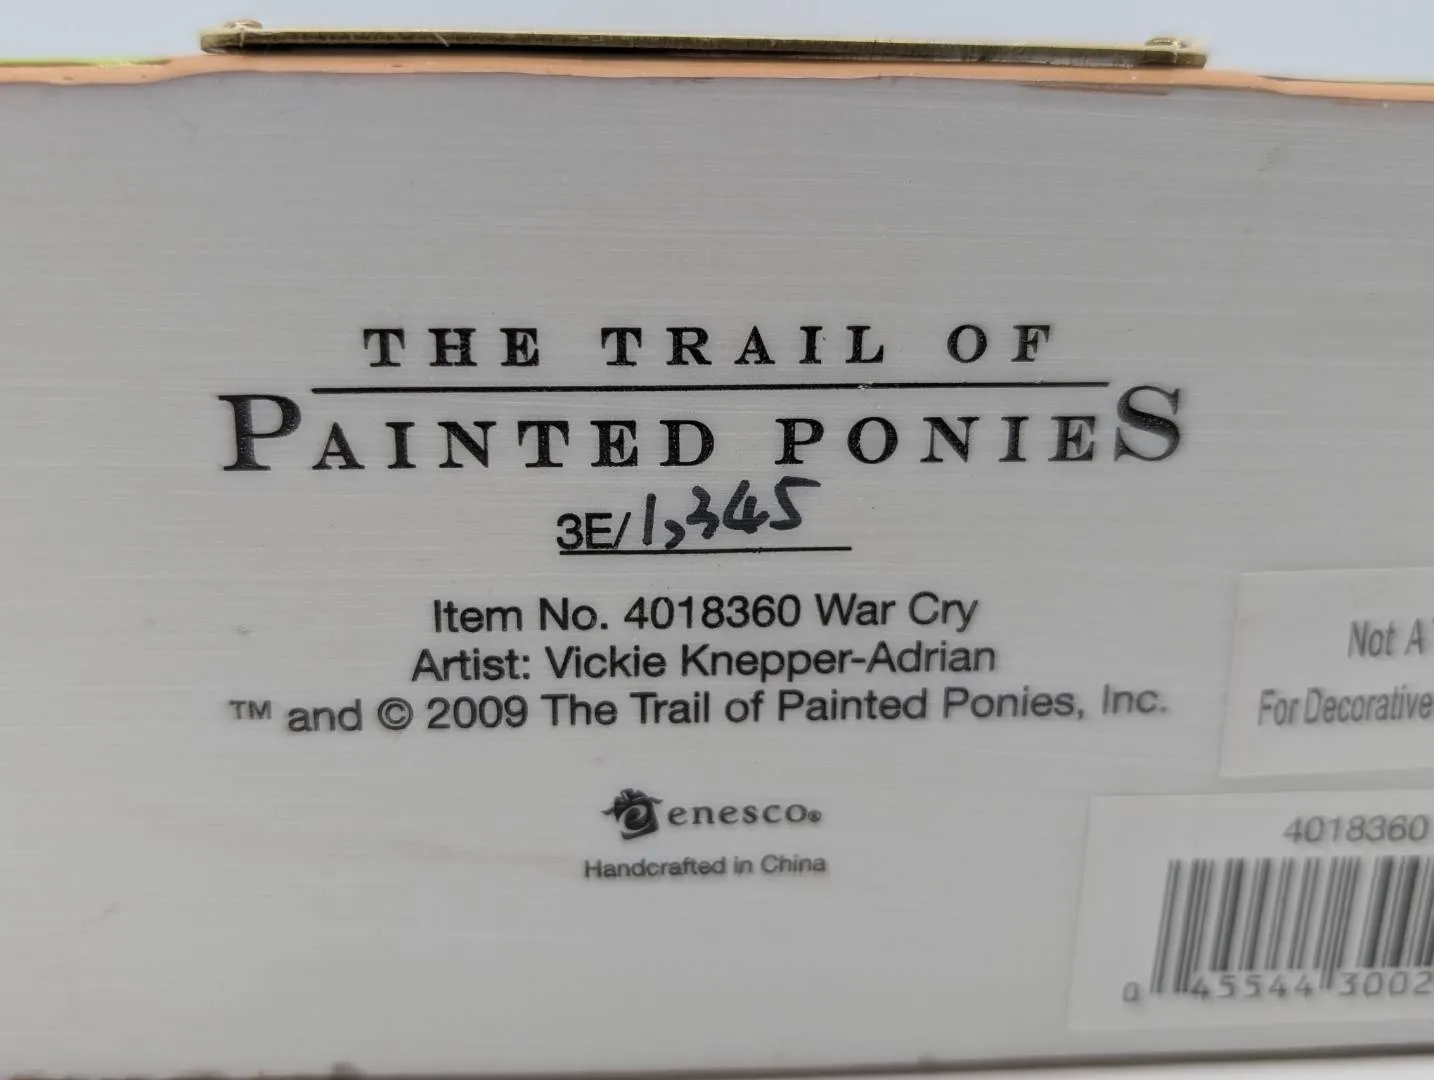 THE TRAIL OF
PAINTED PONIES
3E/1,345
Item No. 4018360 War Cry
Artist: Vickie Knepper-Adrian
™ and © 2009 The Trail of Painted Ponies, Inc.
enesco®
Handcrafted in China
Not A
For Decorative
4018360
0 45544 3002